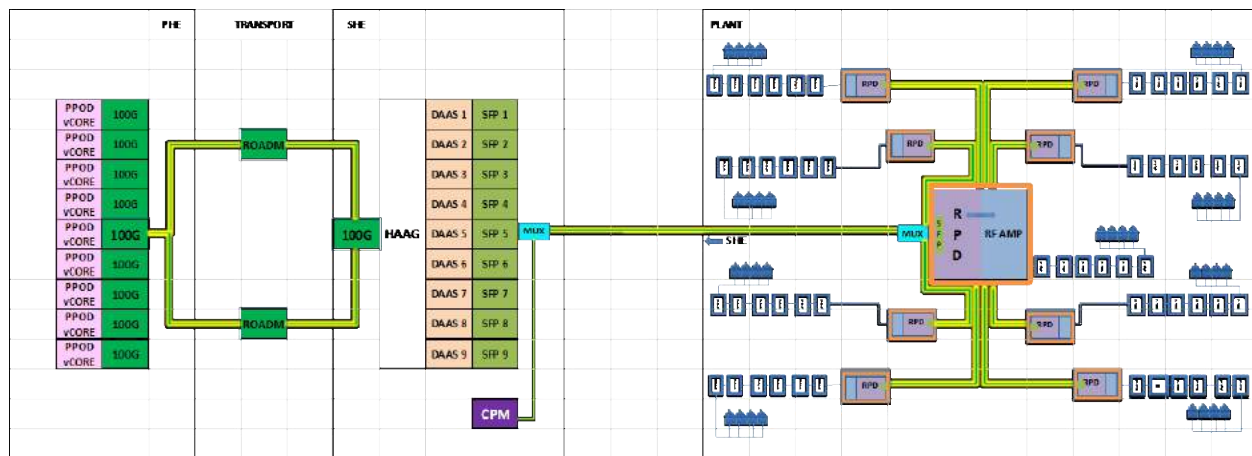 PHE TRANSPORT SHE PLANT
RPD RPD
PPOD
vCORE 100G DAAS 1 SFP 1
PPOD
vCORE 100G ROADM DAAS 2 SFP 2
RPD RPD
PPOD
vCORE 100G DAAS 3 SFP 3
PPOD
vCORE 100G DAAS 4 SFP 4
PPOD
vCORE 100G 100G HAAG DAAS 5 SFP 5 MUX MUX
SFP RPD RF AMP
SHE
PPOD
vCORE 100G DAAS 6 SFP 6
PPOD
vCORE 100G DAAS 7 SFP 7
PPOD
vCORE 100G ROADM DAAS 8 SFP 8
RPD RPD
PPOD
vCORE 100G DAAS 9 SFP 9
RPD RPD
CPM